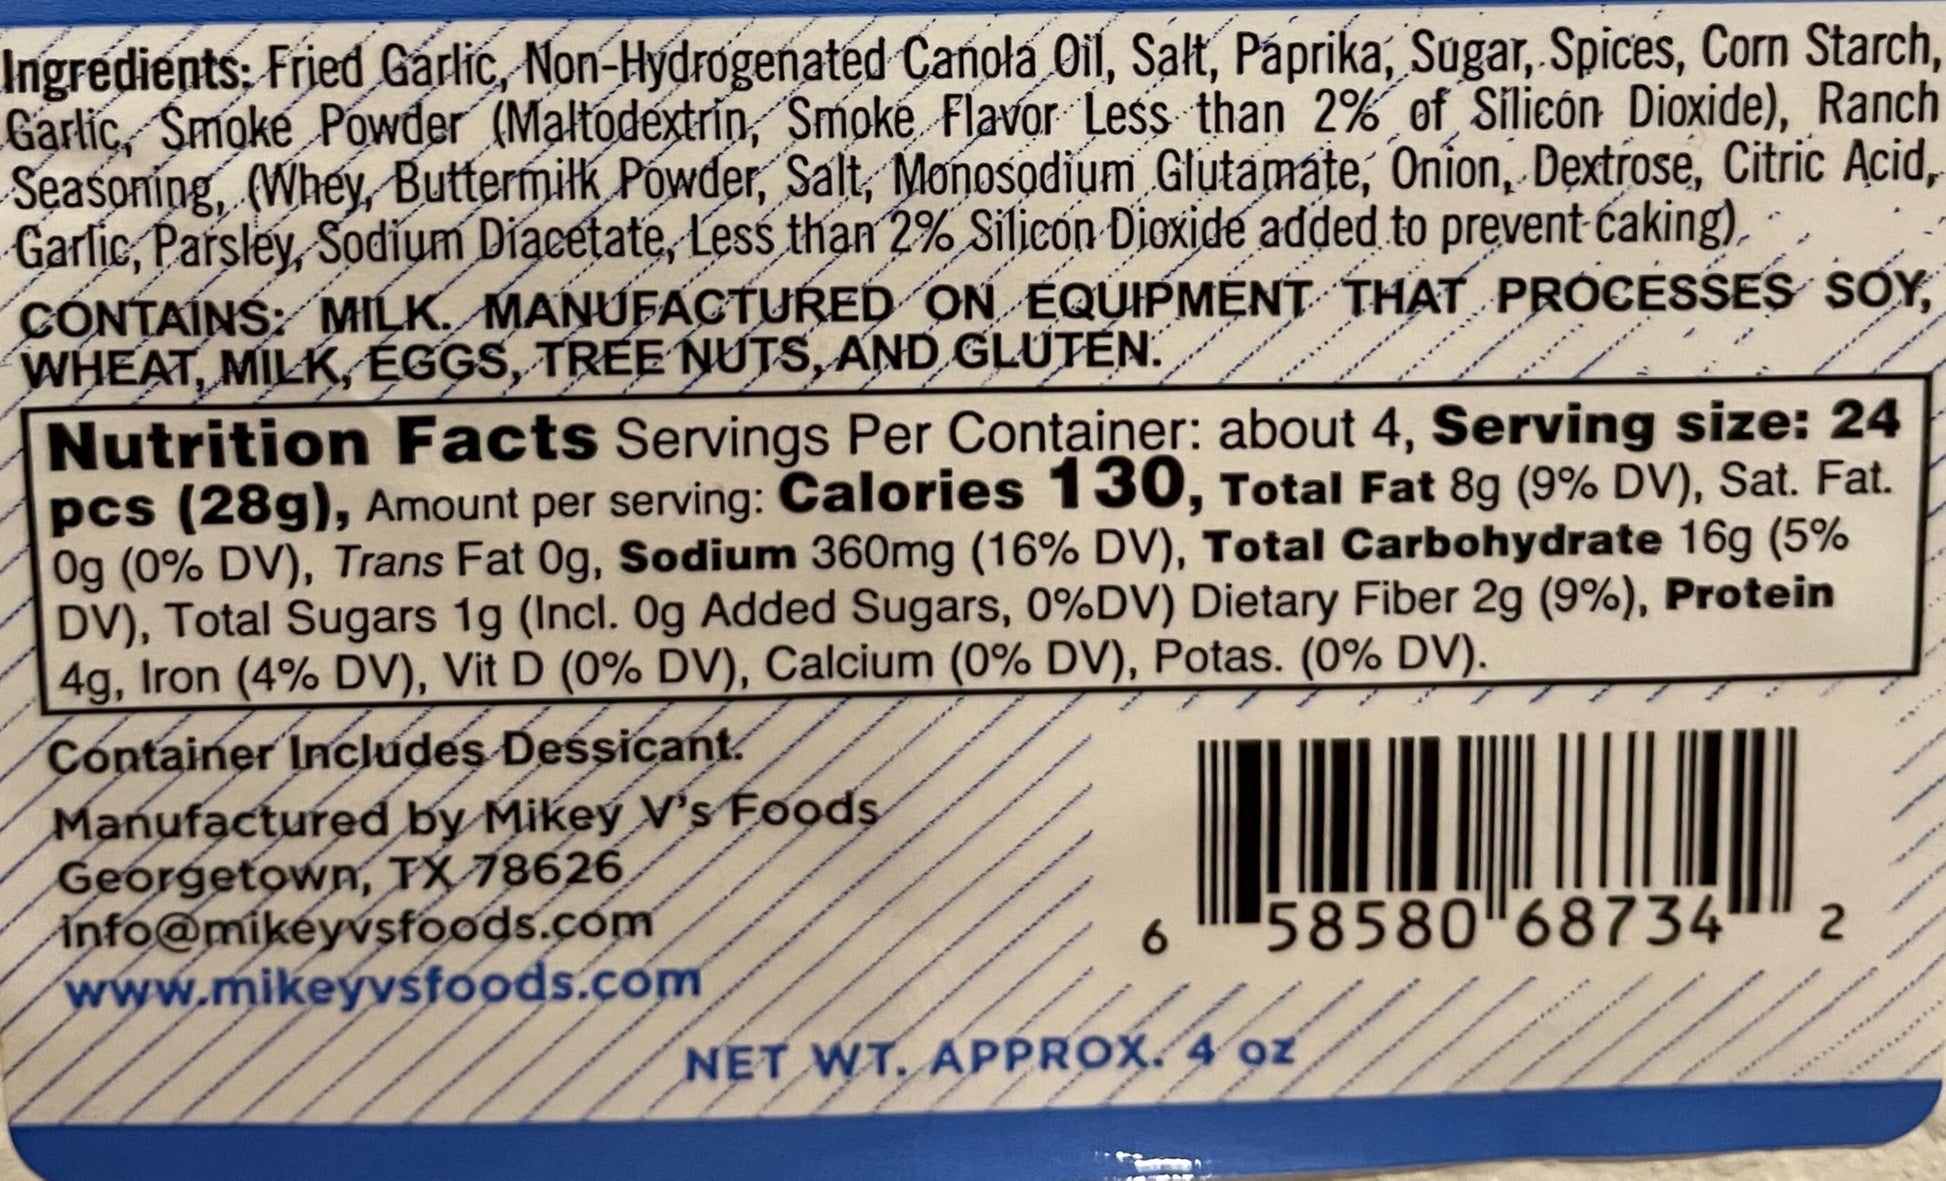 Ingredients: Fried Garlic, Non-Hydrogenated Canola Oil, Salt, Paprika, Sugar, Spices, Corn Starch,
Garlic, Smoke Powder (Maltodextrin, Smoke Flavor Less than 2% of Silicon Dioxide), Ranch
Seasoning, (Whey, Buttermilk Powder, Salt, Monosodium Glutamate, Onion, Dextrose, Citric Acid,
Garlic, Parsley, Sodium Diacetate, Less than 2% Silicon Dioxide added to prevent caking).
CONTAINS: MILK. MANUFACTURED ON EQUIPMENT THAT PROCESSES SOY,
WHEAT, MILK, EGGS, TREE NUTS, AND GLUTEN.
Nutrition Facts Servings Per Container: about 4, Serving size: 24
pcs (28g), Amount per serving: Calories 130, Total Fat 8g (9% DV), Sat. Fat.
0g (0% DV), Trans Fat 0g, Sodium 360mg (16% DV), Total Carbohydrate 16g (5%
DV), Total Sugars 1g (Incl. 0g Added Sugars, 0%DV) Dietary Fiber 2g (9%), Protein
4g, Iron (4% DV), Vit D (0% DV), Calcium (0% DV), Potas. (0% DV).
Container Includes Dessicant.
Manufactured by Mikey V's Foods
Georgetown, TX 78626
info@mikeyvsfoods.com
www.mikeyvsfoods.com
6 58580 68734 2
NET WT. APPROX. 4 oz